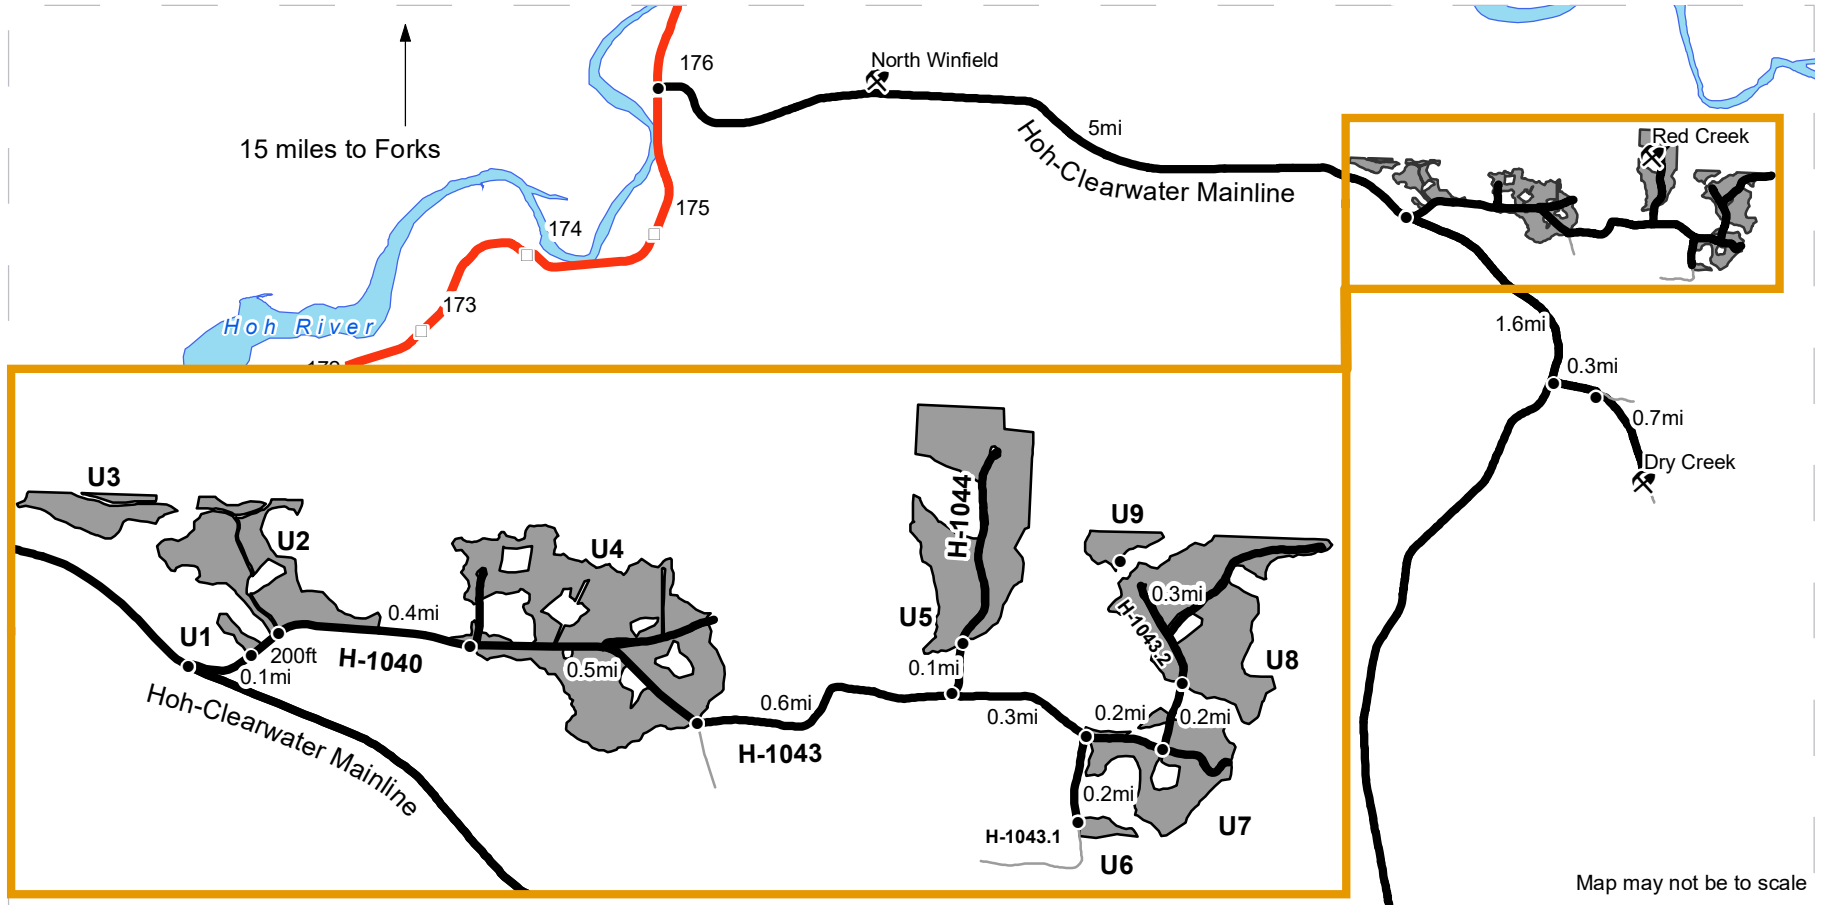 176
North Winfield
5mi
Hoh-Clearwater Mainline
Red Creek
15 miles to Forks
175
174
173
Hoh River
1.6mi
0.3mi
0.7mi
Dry Creek
U3
U2
U4
H-1044
U9
U5
0.3mi
H-1043.2
0.4mi
U1
200ft
H-1040
0.1mi
0.5mi
0.1mi
U8
Hoh-Clearwater Mainline
0.6mi
H-1043
0.3mi
0.2mi
0.2mi
0.2mi
U7
H-1043.1
U6
Map may not be to scale